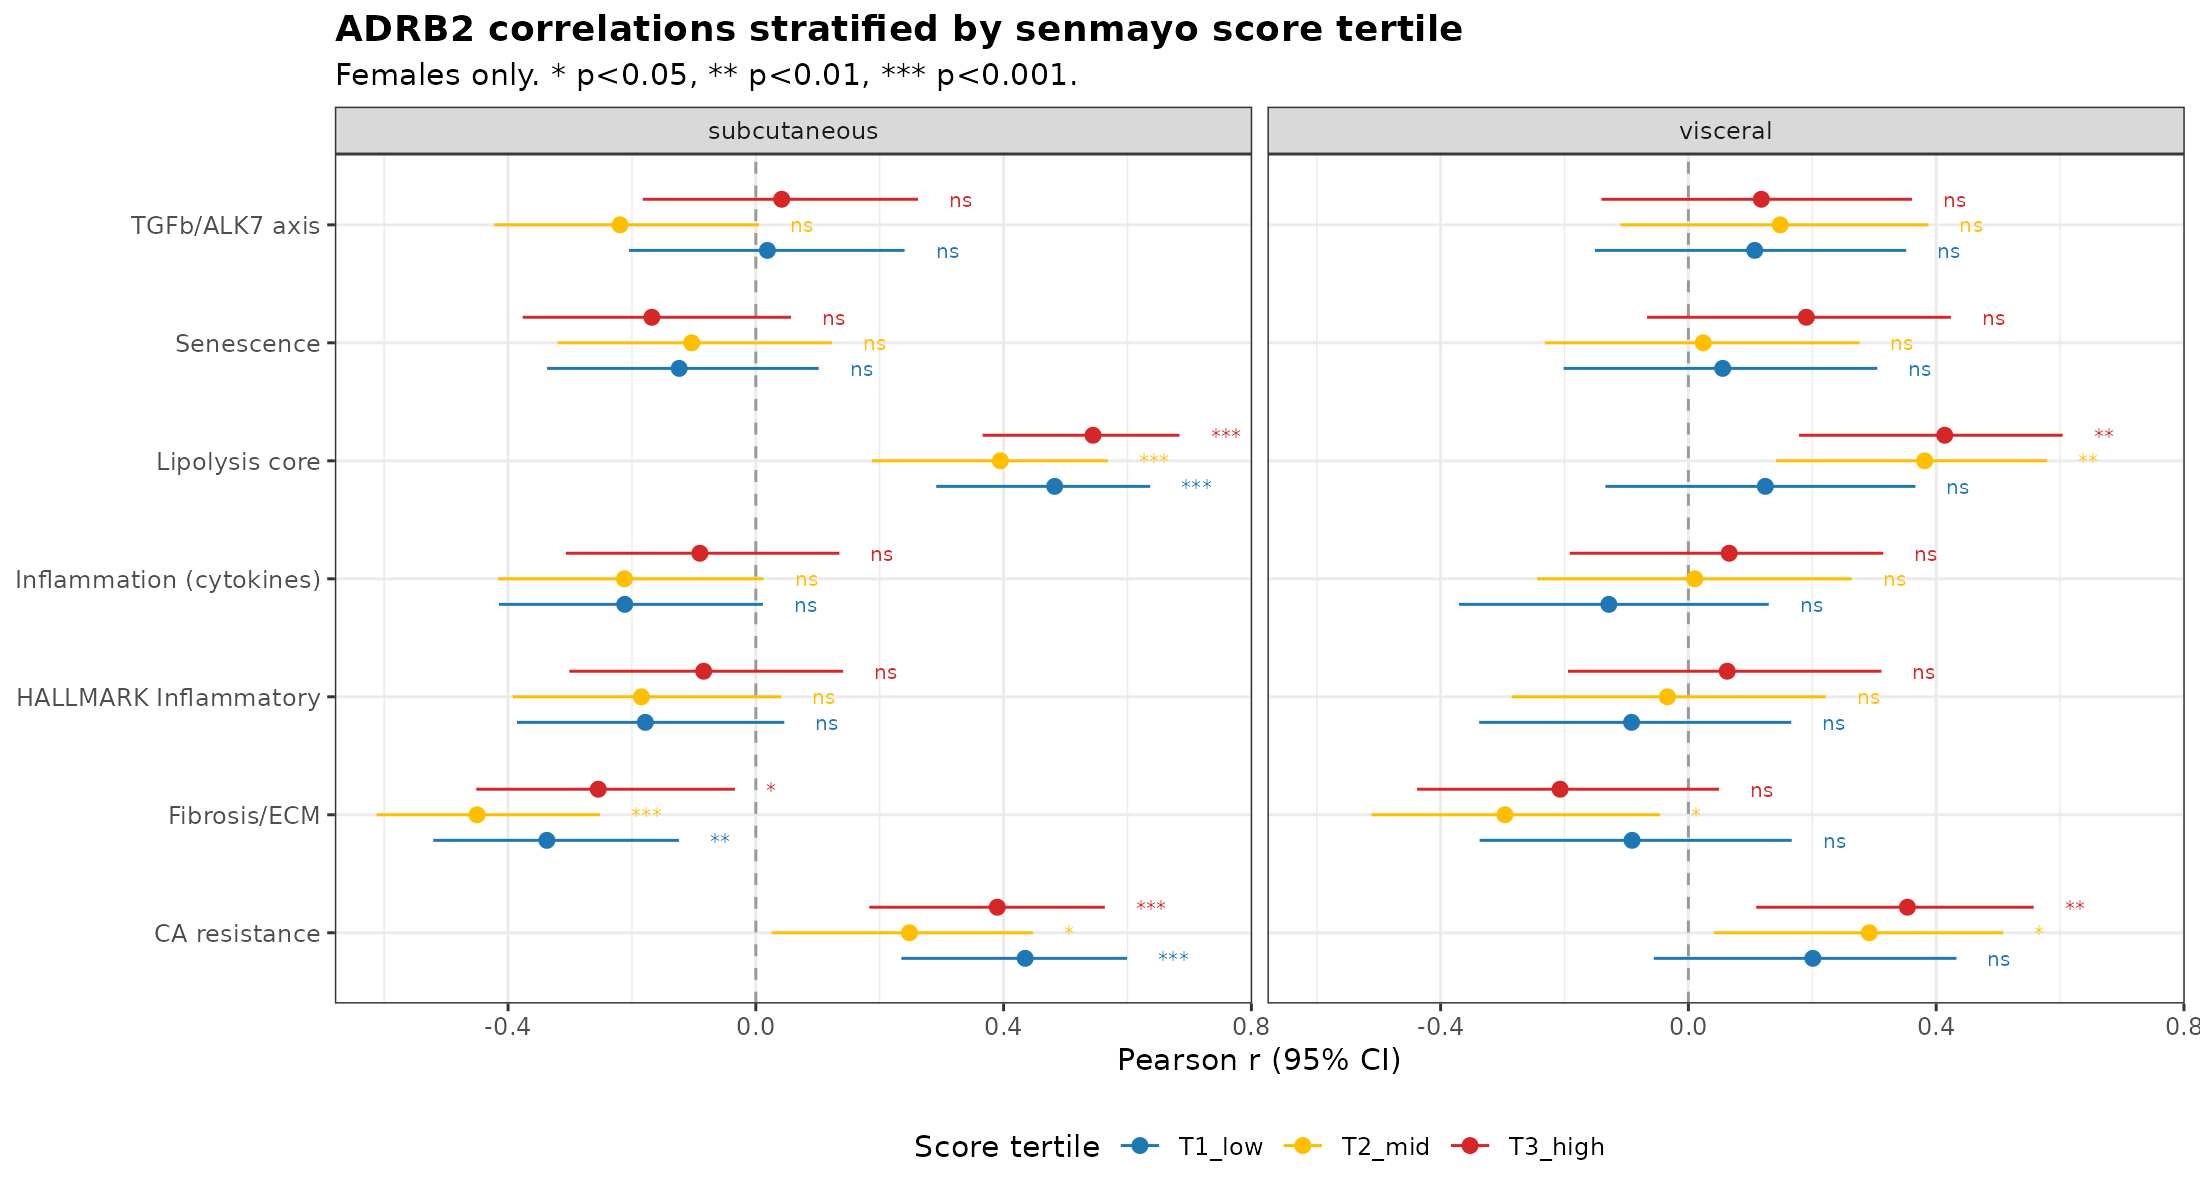 ADRB2 correlations stratified by senmayo score tertile
Females only. * p<0.05, ** p<0.01, *** p<0.001.
subcutaneous
visceral
TGFb/ALK7 axis
ns
ns
ns
ns
ns
ns
Senescence
ns
ns
ns
ns
ns
ns
Lipolysis core
***
***
***
**
**
ns
Inflammation (cytokines)
ns
ns
ns
ns
ns
ns
HALLMARK Inflammatory
ns
ns
ns
ns
ns
ns
Fibrosis/ECM
*
***
**
ns
*
ns
CA resistance
***
*
***
**
*
ns
-0.4 0.0 0.4 0.8
-0.4 0.0 0.4 0.8
Pearson r (95% CI)
Score tertile T1_low T2_mid T3_high